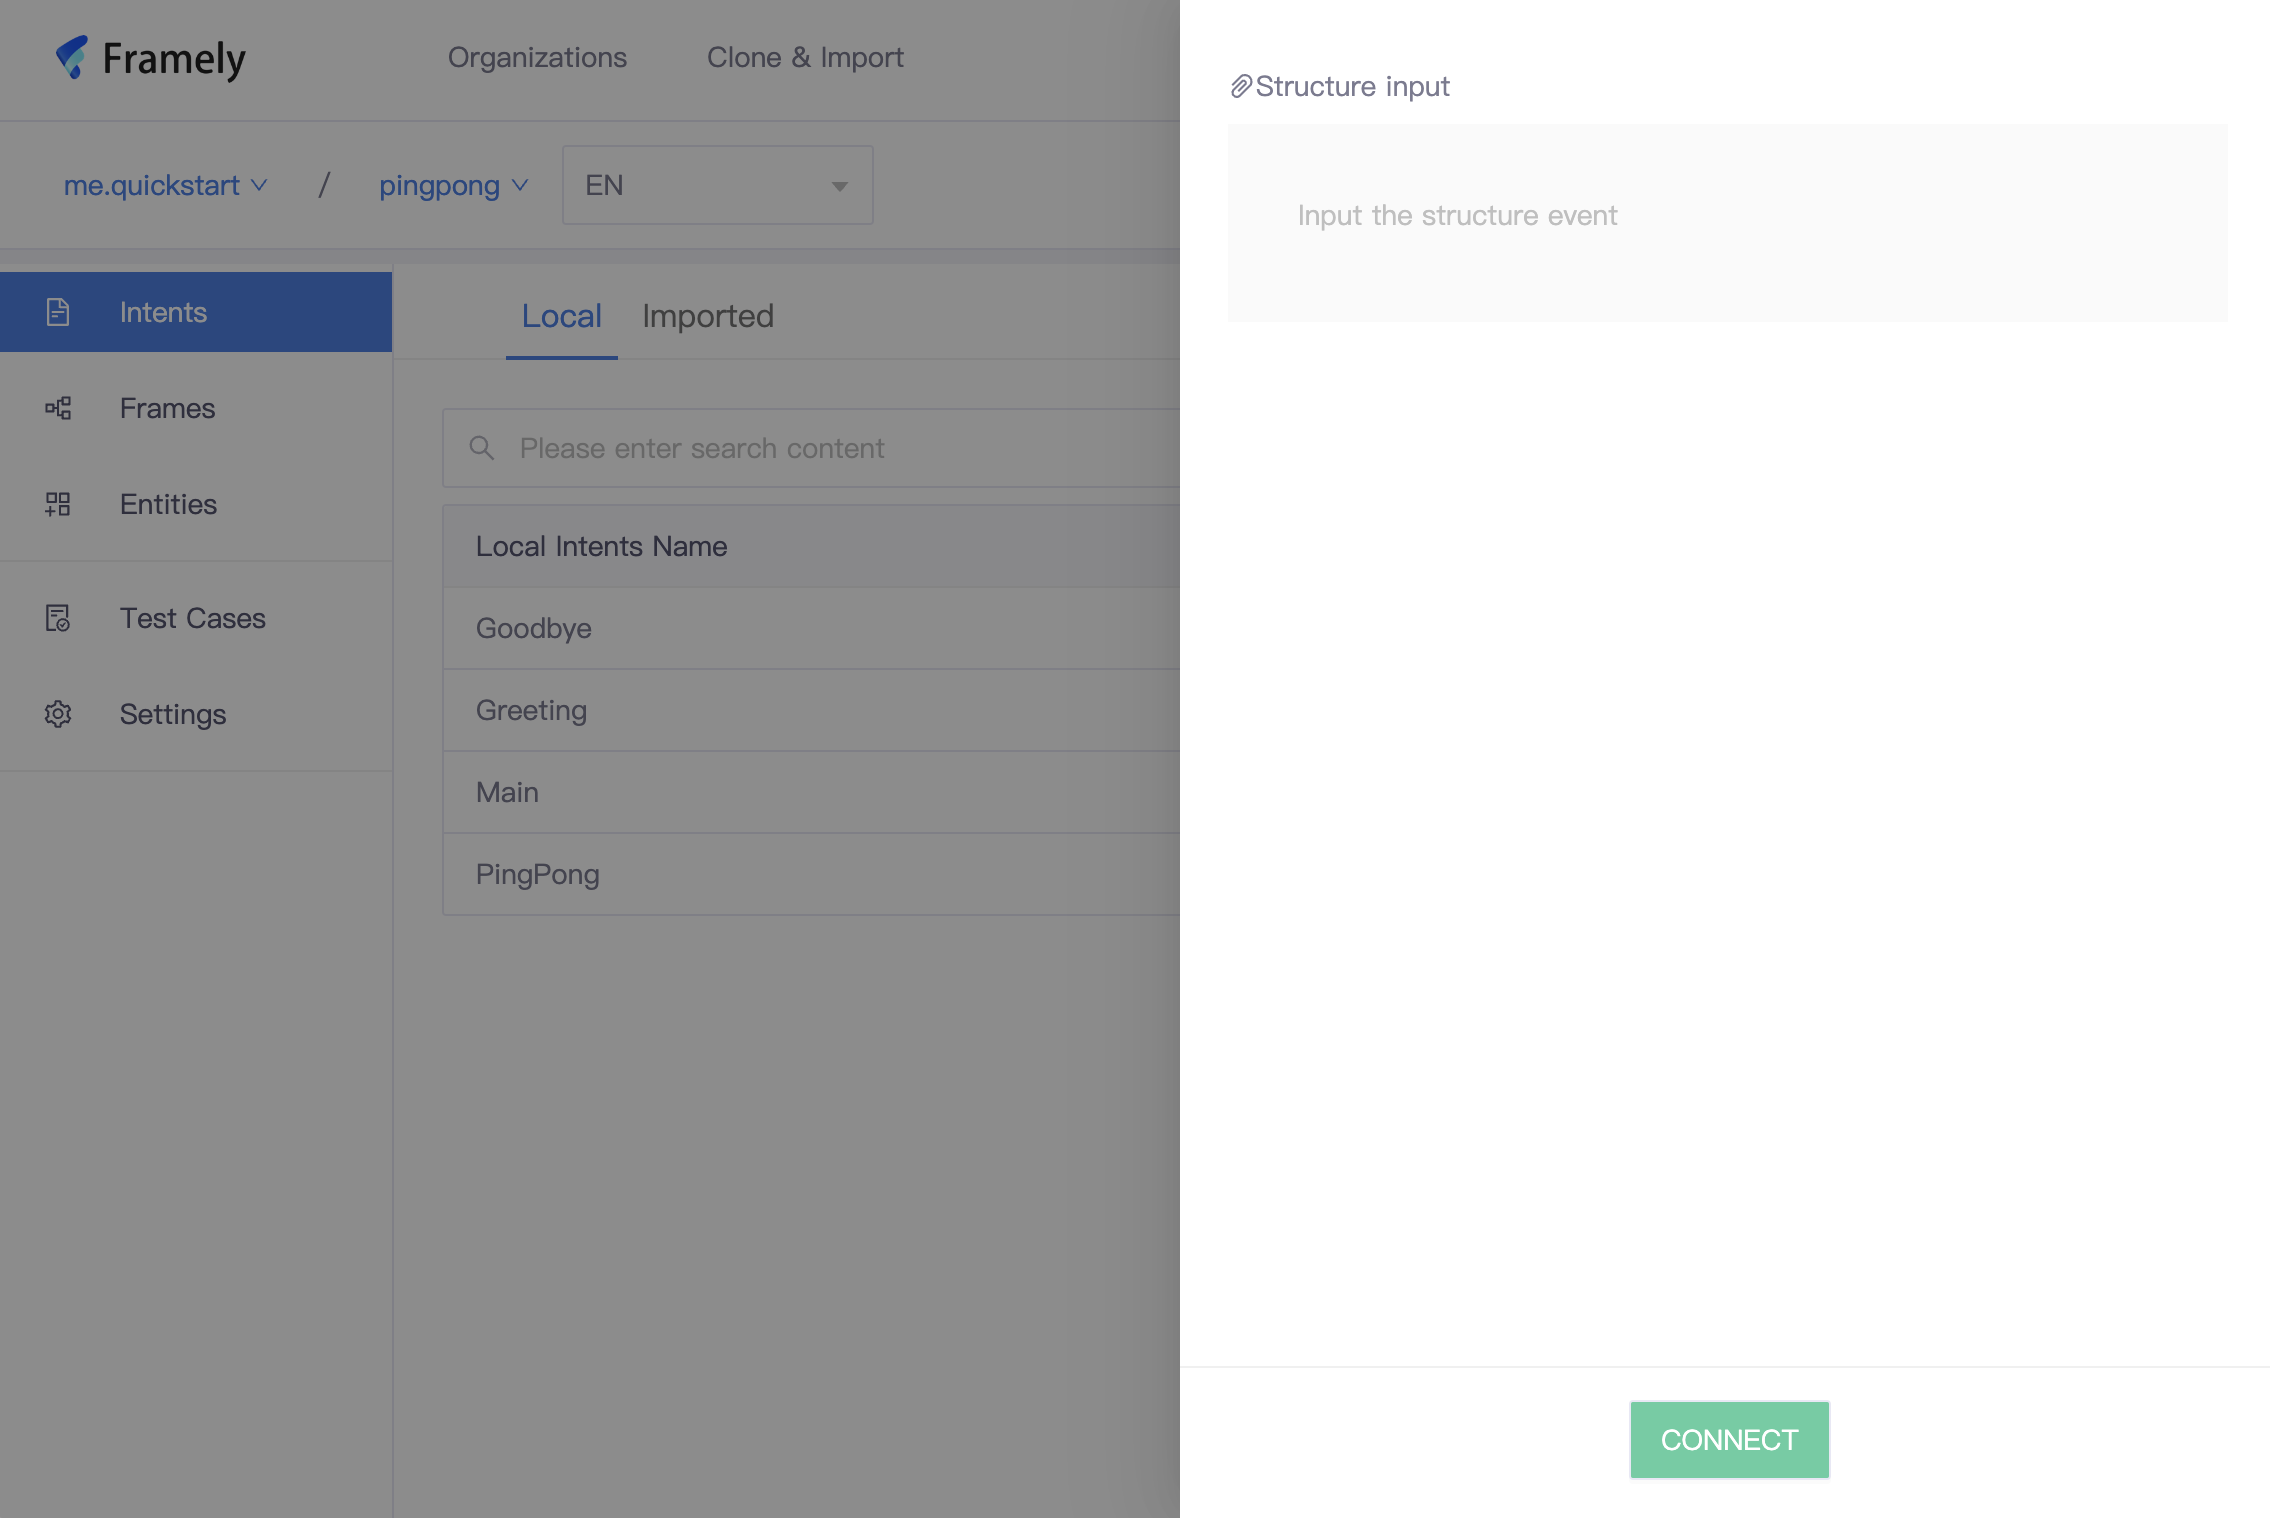 Framely
Organizations
Clone & Import
me.quickstart
/
pingpong
EN
Intents
Frames
Entities
Test Cases
Settings
Local
Imported
Please enter search content
Local Intents Name
Goodbye
Greeting
Main
PingPong
Structure input
Input the structure event
CONNECT